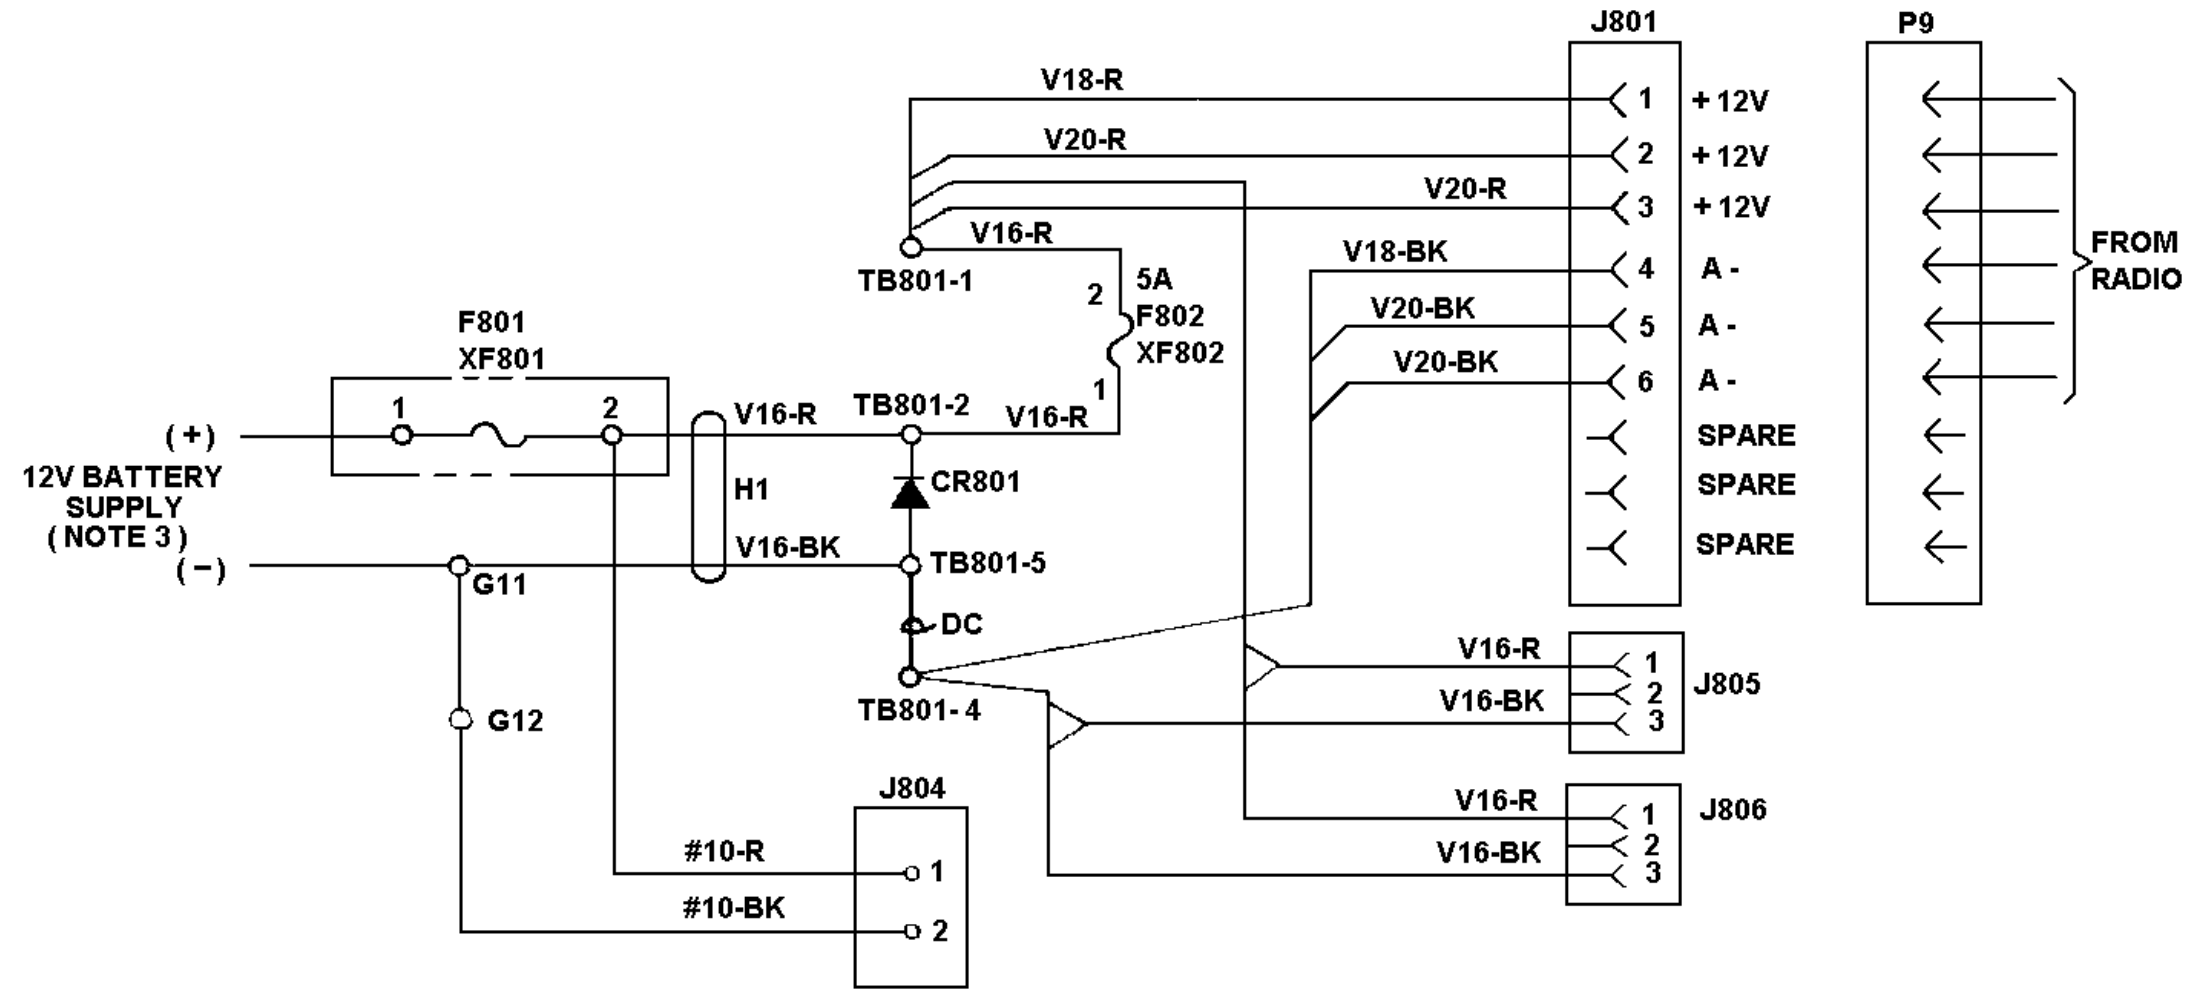 J801
P9
V18-R
1 +12V
V20-R
2 +12V
V20-R
3 +12V
V16-R
TB801-1
V18-BK
4 A -
V20-BK
5 A -
V20-BK
6 A -
FROM
RADIO
2
5A
F802
XF802
1
SPARE
SPARE
SPARE
F801
XF801
1
2
(+)
12V BATTERY
SUPPLY
(NOTE 3)
(−)
V16-R
TB801-2
V16-R
H1
CR801
V16-BK
TB801-5
G11
DC
TB801-4
G12
V16-R
1
V16-BK
2
3
J805
V16-R
1
V16-BK
2
3
J806
J804
#10-R
1
#10-BK
2